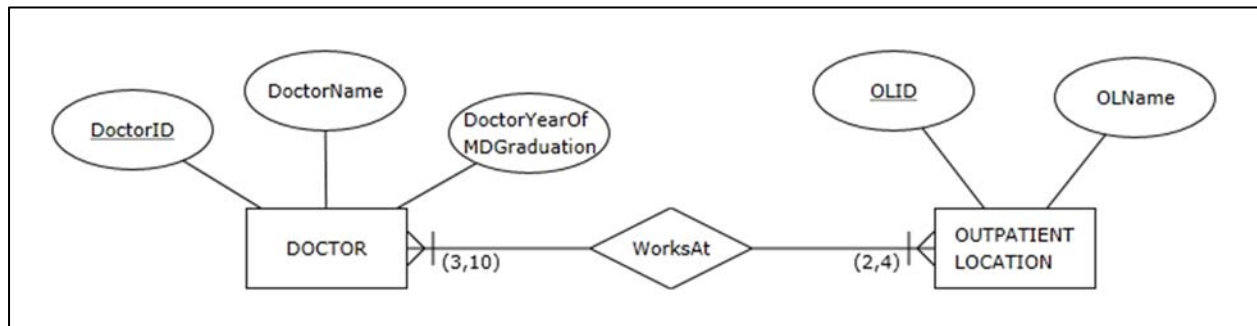 DoctorID
DoctorName
DoctorYearOf
MDGraduation
OLID
OLName
DOCTOR
(3,10)
WorksAt
(2,4)
OUTPATIENT
LOCATION